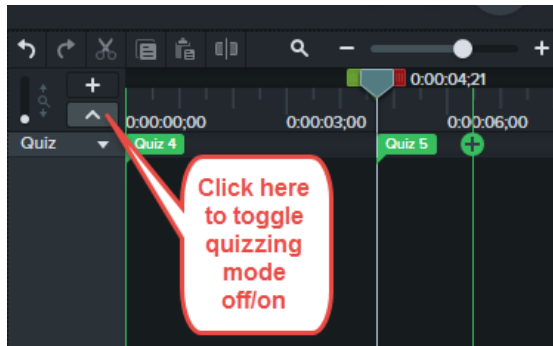 0:00:04;21
0:00:00;00
0:00:03;00
0:00:06;00
Quiz
Quiz 4
Quiz 5
Click here
to toggle
quizzing
mode
off/on